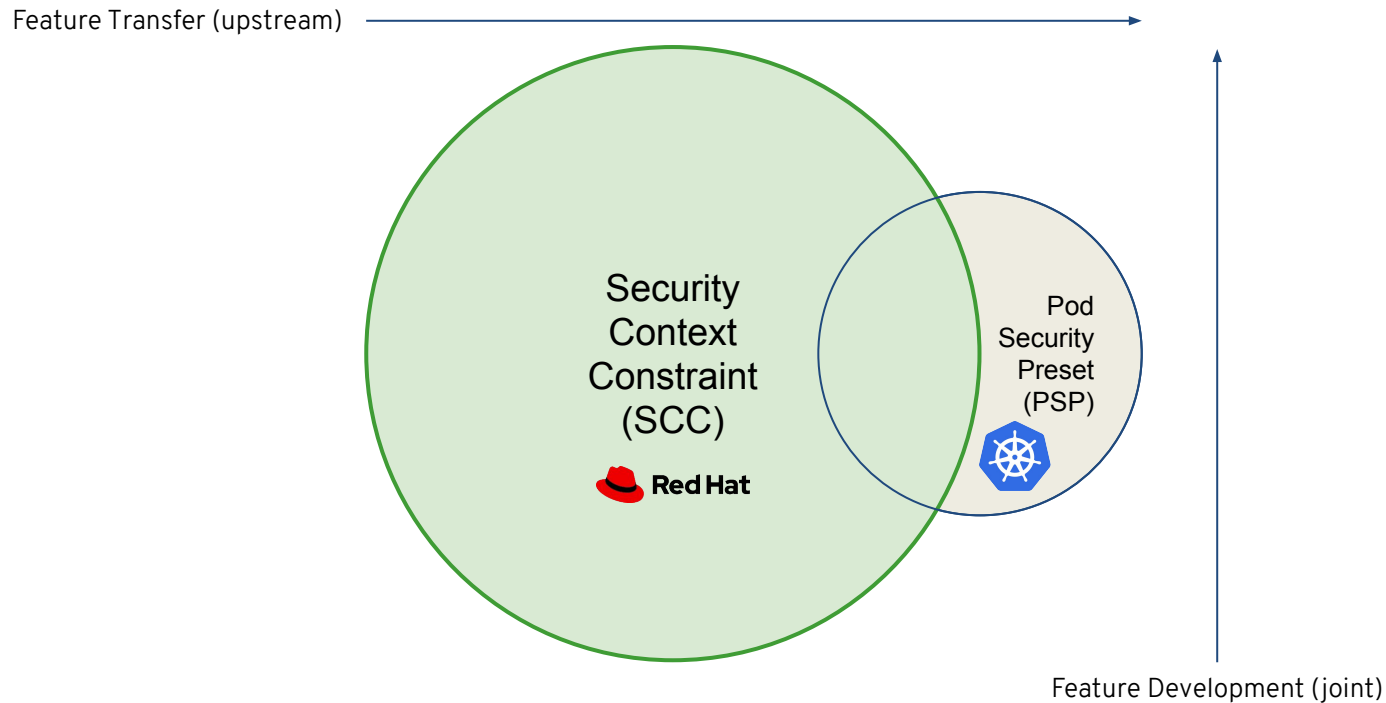 Feature Transfer (upstream)
Security
Context
Constraint
(SCC)
Red Hat
Pod
Security
Preset
(PSP)
Feature Development (joint)